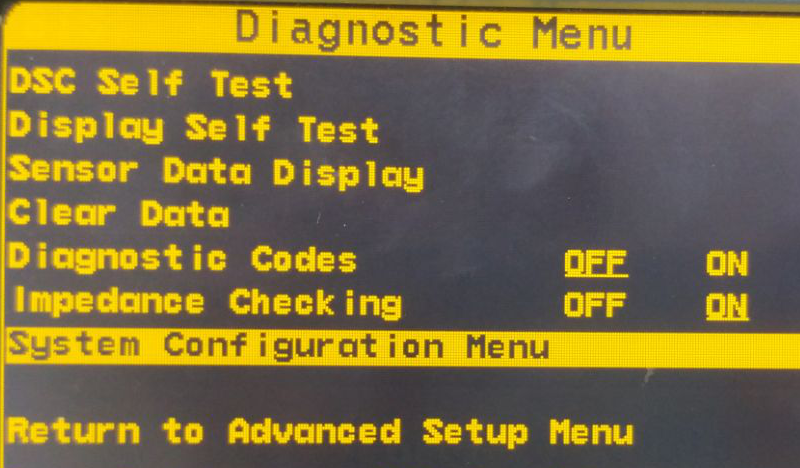 Diagnostic Menu
DSC Self Test
Display Self Test
Sensor Data Display
Clear Data
Diagnostic Codes OFF ON
Impedance Checking OFF ON
System Configuration Menu
Return to Advanced Setup Menu